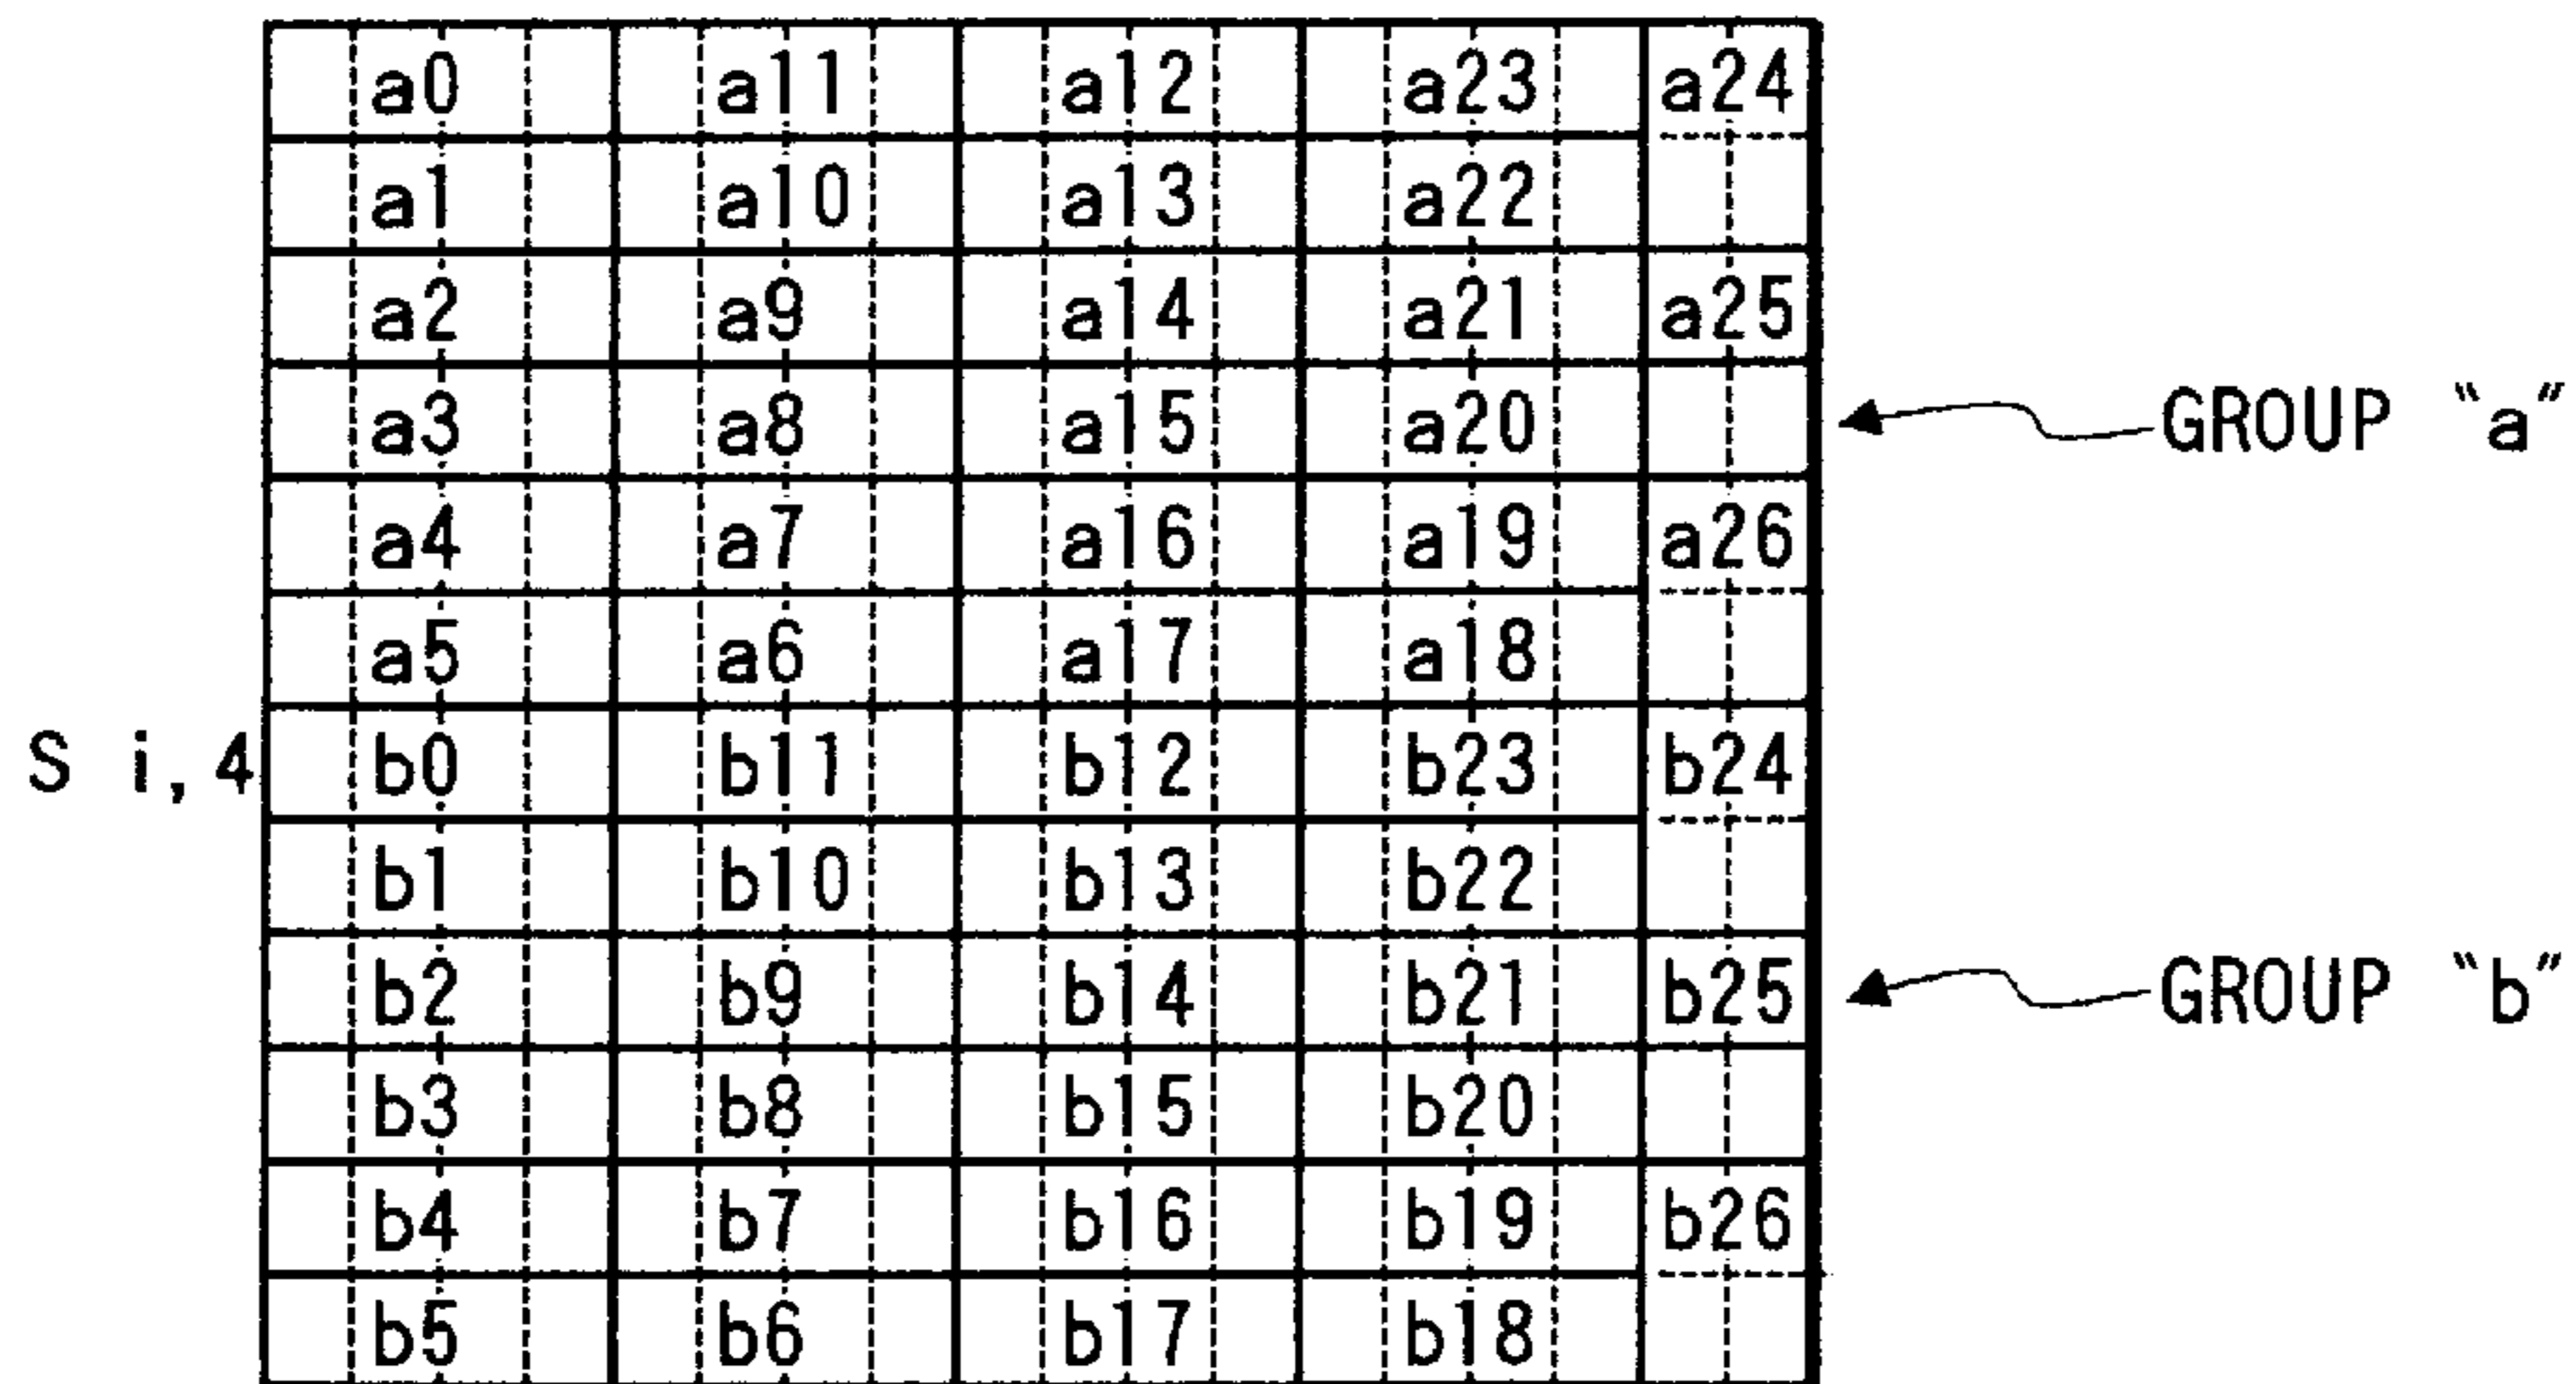 a0 a11 a12 a23 a24
a1 a10 a13 a22
a2 a9 a14 a21 a25
a3 a8 a15 a20 GROUP "a"
a4 a7 a16 a19 a26
a5 a6 a17 a18
S i,4 b0 b11 b12 b23 b24
b1 b10 b13 b22
b2 b9 b14 b21 b25 GROUP "b"
b3 b8 b15 b20
b4 b7 b16 b19 b26
b5 b6 b17 b18